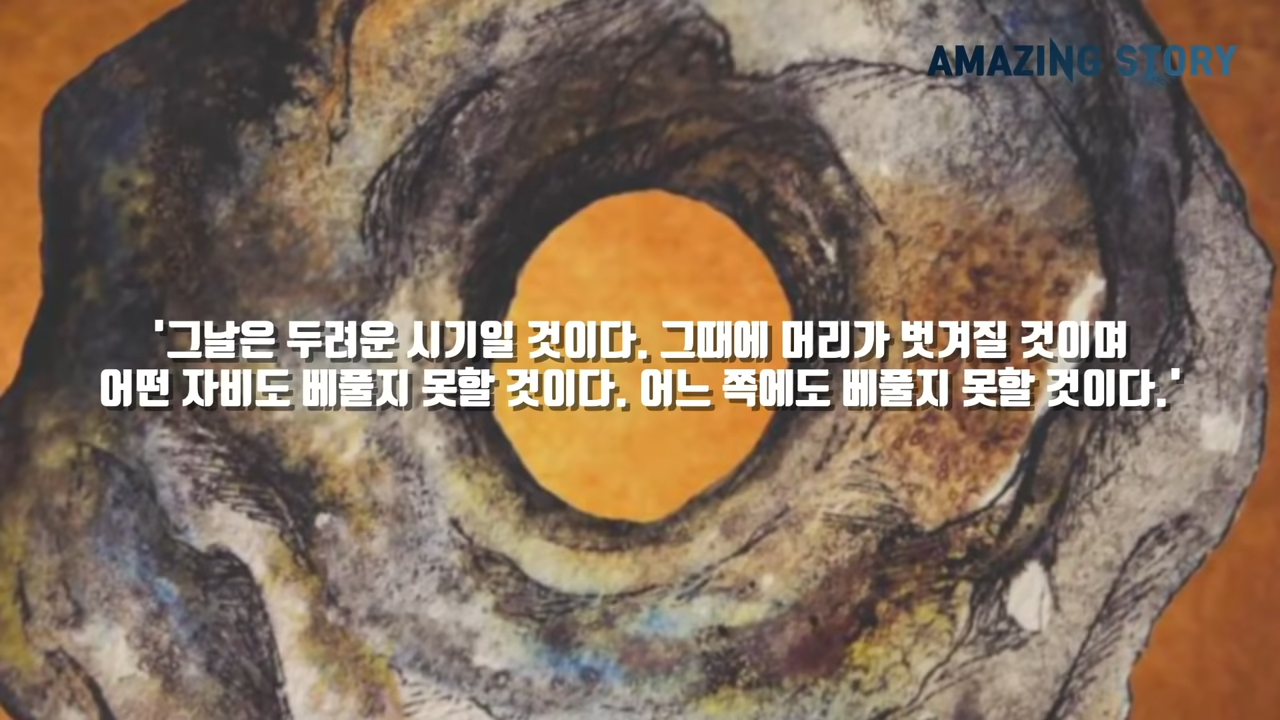 AMAZING STORY
'그날은 두려운 시기일 것이다. 그때에 머리가 벗겨질 것이며
어떤 자비도 베풀지 못할 것이다. 어느 쪽에도 베풀지 못할 것이다.'